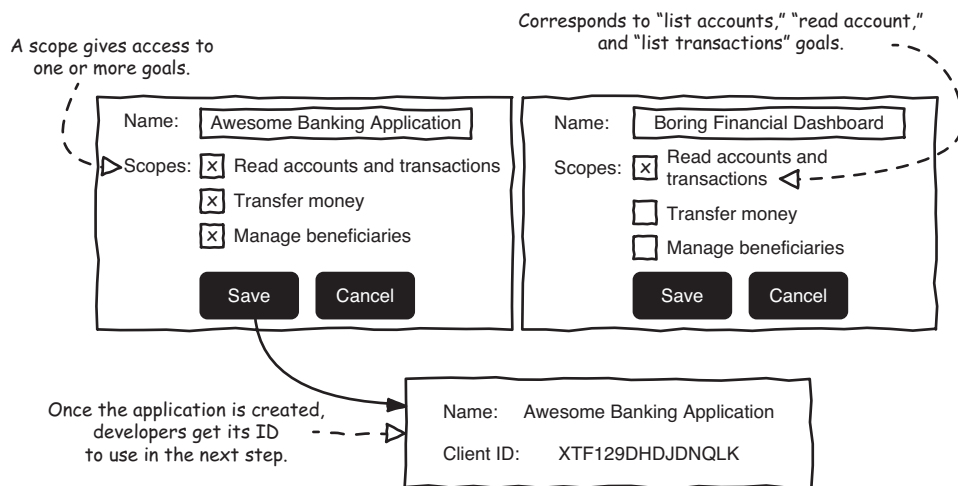 A scope gives access to
one or more goals.
Corresponds to “list accounts,” “read account,”
and “list transactions” goals.
Name: Awesome Banking Application
Scopes: x Read accounts and transactions
x Transfer money
x Manage beneficiaries
Save Cancel
Name: Boring Financial Dashboard
Scopes: x Read accounts and
transactions
Transfer money
Manage beneficiaries
Save Cancel
Once the application is created,
developers get its ID
to use in the next step.
Name: Awesome Banking Application
Client ID: XTF129DHDJDNQLK